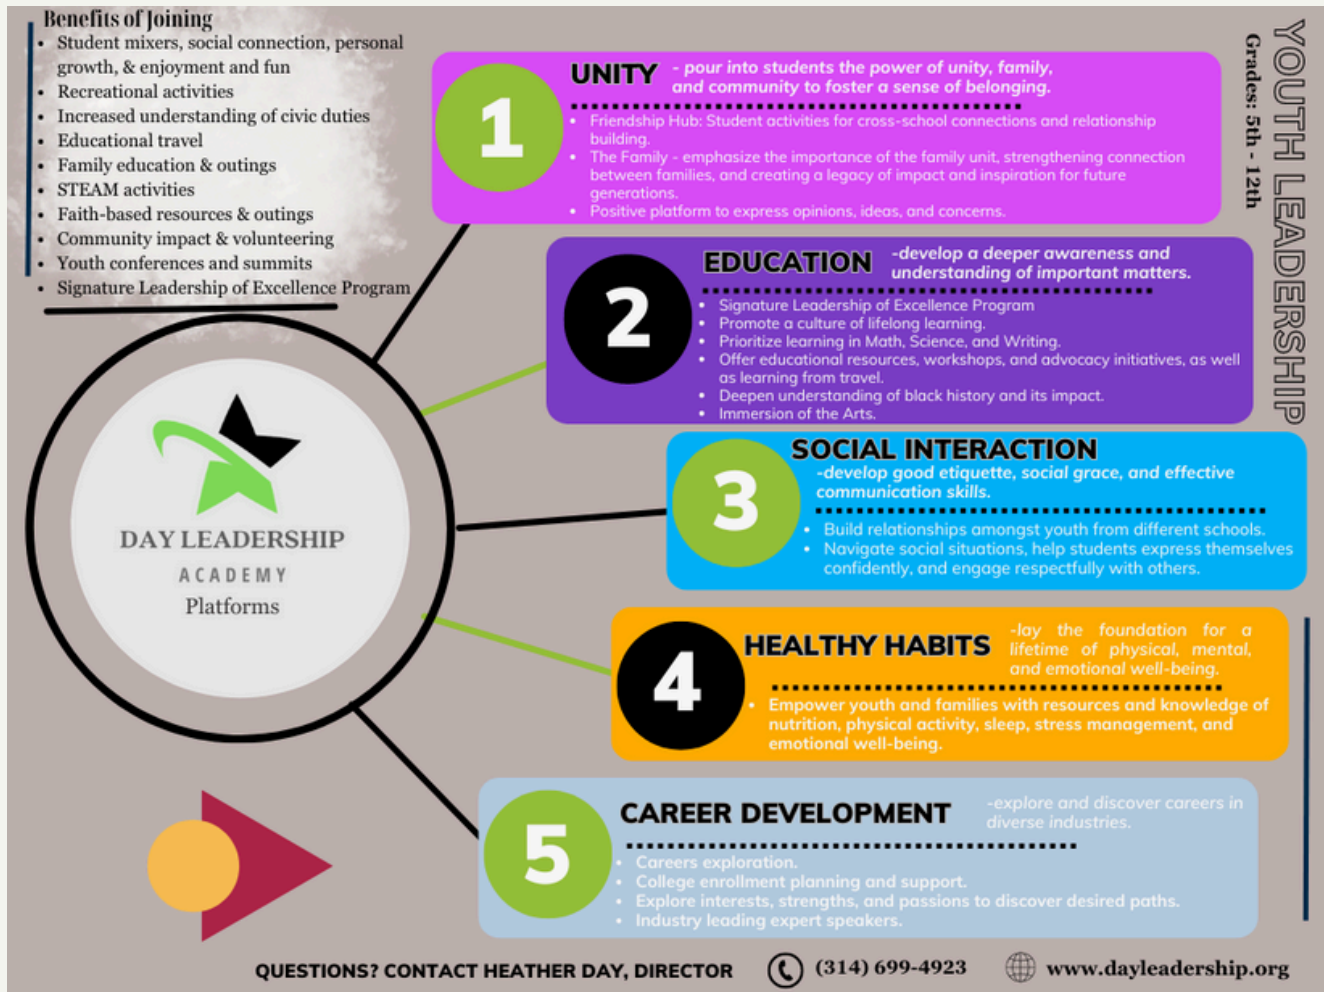 Benefits of Joining
• Student mixers, social connection, personal
growth, & enjoyment and fun
• Recreational activities
• Increased understanding of civic duties
• Educational travel
• Family education & outings
• STEAM activities
• Faith-based resources & outings
• Community impact & volunteering
• Youth conferences and summits
• Signature Leadership of Excellence Program
YOUTH LEADERSHIP
Grades: 5th - 12th
1
UNITY
- pour into students the power of unity, family,
and community to foster a sense of belonging.
• Friendship Hub: Student activities for cross-school connections and relationship
building.
• The Family - emphasize the importance of the family unit, strengthening connection
between families, and creating a legacy of impact and inspiration for future
generations.
• Positive platform to express opinions, ideas, and concerns.
2
EDUCATION
-develop a deeper awareness and
understanding of important matters.
• Signature Leadership of Excellence Program
• Promote a culture of lifelong learning.
• Prioritize learning in Math, Science, and Writing.
• Offer educational resources, workshops, and advocacy initiatives, as well
as learning from travel.
• Deepen understanding of black history and its impact.
• Immersion of the Arts.
3
SOCIAL INTERACTION
-develop good etiquette, social grace, and effective
communication skills.
• Build relationships amongst youth from different schools.
• Navigate social situations, help students express themselves
confidently, and engage respectfully with others.
DAY LEADERSHIP
ACADEMY
Platforms
4
HEALTHY HABITS
-lay the foundation for a
lifetime of physical, mental,
and emotional well-being.
• Empower youth and families with resources and knowledge of
nutrition, physical activity, sleep, stress management, and
emotional well-being.
5
CAREER DEVELOPMENT
-explore and discover careers in
diverse industries.
• Careers exploration.
• College enrollment planning and support.
• Explore interests, strengths, and passions to discover desired paths.
• Industry leading expert speakers.
QUESTIONS? CONTACT HEATHER DAY, DIRECTOR
(314) 699-4923
www.dayleadership.org